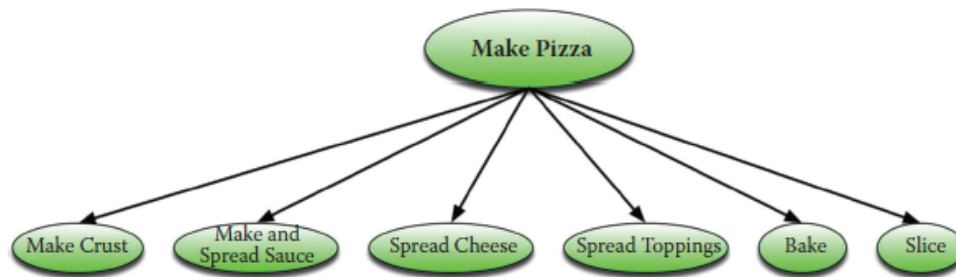 Make Pizza
Make Crust
Make and
Spread Sauce
Spread Cheese
Spread Toppings
Bake
Slice